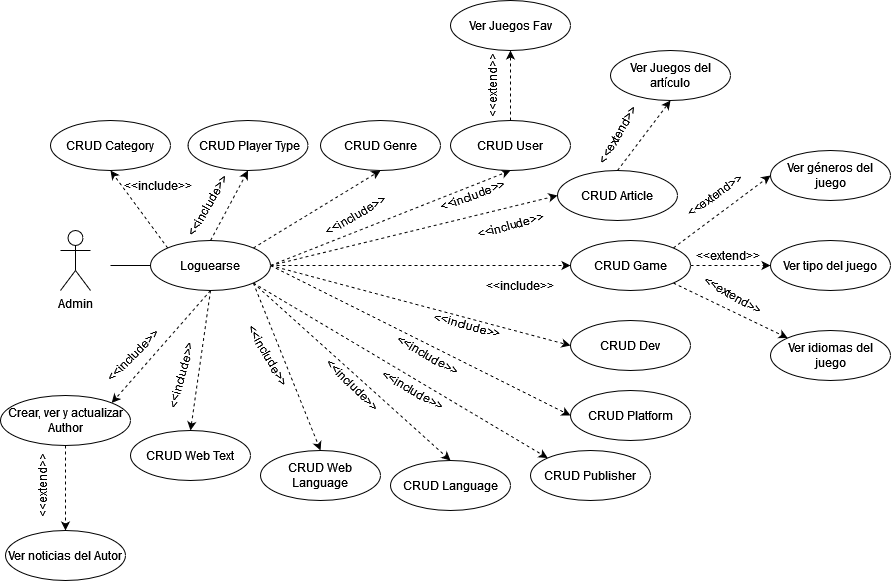 Ver Juegos Fav
<<extend>>
Ver Juegos del
artículo
<<extend>>
CRUD Category
CRUD Player Type
CRUD Genre
CRUD User
Ver géneros del
juego
<<include>>
<<include>>
<<include>>
<<include>>
CRUD Article
<<extend>>
<<include>>
Admin
Loguearse
CRUD Game
<<extend>>
Ver tipo del juego
<<include>>
<<extend>>
<<include>>
CRUD Dev
Ver idiomas del
juego
<<include>>
<<include>>
<<include>>
<<include>>
<<include>>
<<include>>
Crear, ver y actualizar
Author
CRUD Platform
CRUD Web Text
CRUD Web
Language
CRUD Language
CRUD Publisher
<<extend>>
Ver noticias del Autor